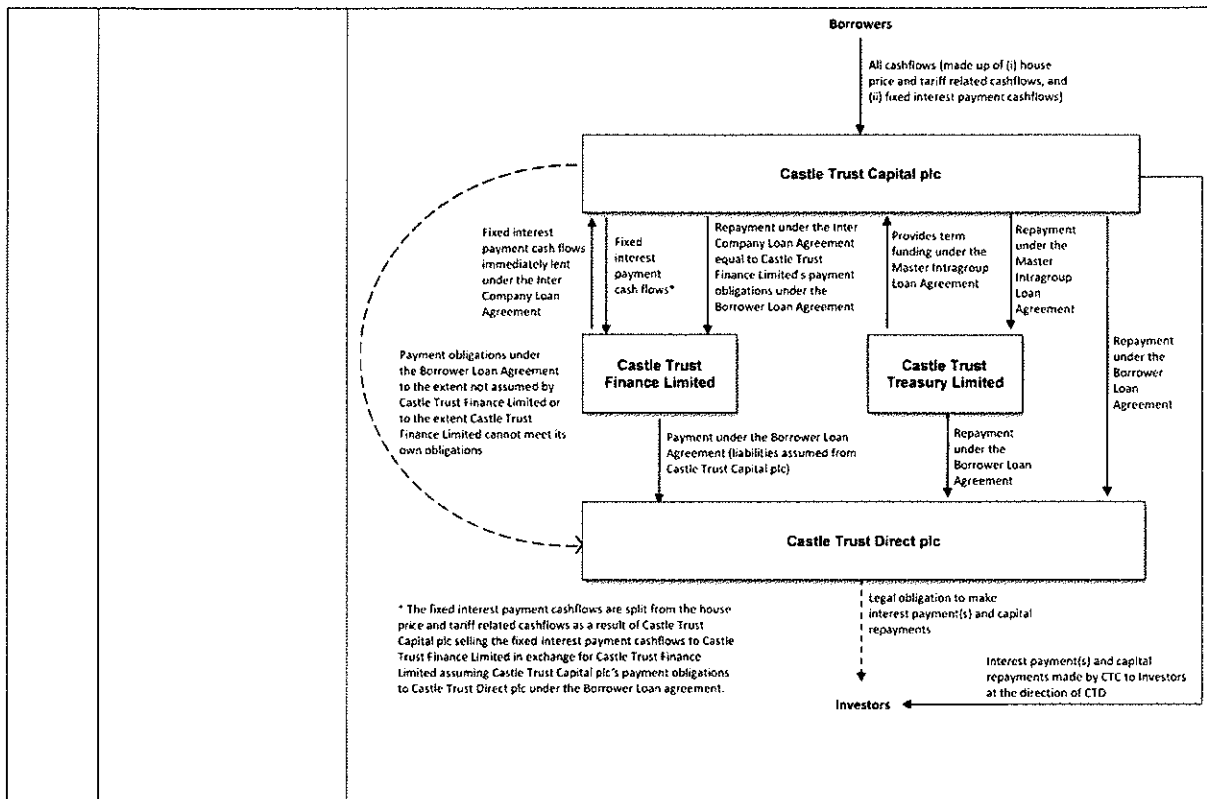 Borrowers
All cashflows (made up of (i) house
price and tariff related cashflows, and
(ii) fixed interest payment cashflows)
Castle Trust Capital plc
Fixed interest
payment cash flows
immediately lent
under the Inter
Company Loan
Agreement
Fixed
interest
payment
cash flows*
Repayment under the Inter
Company Loan Agreement
equal to Castle Trust
Finance Limited's payment
obligations under the
Borrower Loan Agreement
Provides term
funding under the
Master Intragroup
Loan Agreement
Repayment
under the
Master
Intragroup
Loan
Agreement
Repayment
under the
Borrower
Loan
Agreement
Castle Trust
Finance Limited
Castle Trust
Treasury Limited
Payment obligations under
the Borrower Loan Agreement
to the extent not assumed by
Castle Trust Finance Limited or
to the extent Castle Trust
Finance Limited cannot meet its
own obligations
Payment under the Borrower Loan
Agreement (liabilities assumed from
Castle Trust Capital plc)
Repayment
under the
Borrower Loan
Agreement
Castle Trust Direct plc
* The fixed interest payment cashflows are split from the house
price and tariff related cashflows as a result of Castle Trust
Capital plc selling the fixed interest payment cashflows to Castle
Trust Finance Limited in exchange for Castle Trust Finance
Limited assuming Castle Trust Capital plc's payment obligations
to Castle Trust Direct plc under the Borrower Loan agreement.
Legal obligation to make
interest payment(s) and capital
repayments
Interest payment(s) and capital
repayments made by CTC to Investors
at the direction of CTD
Investors